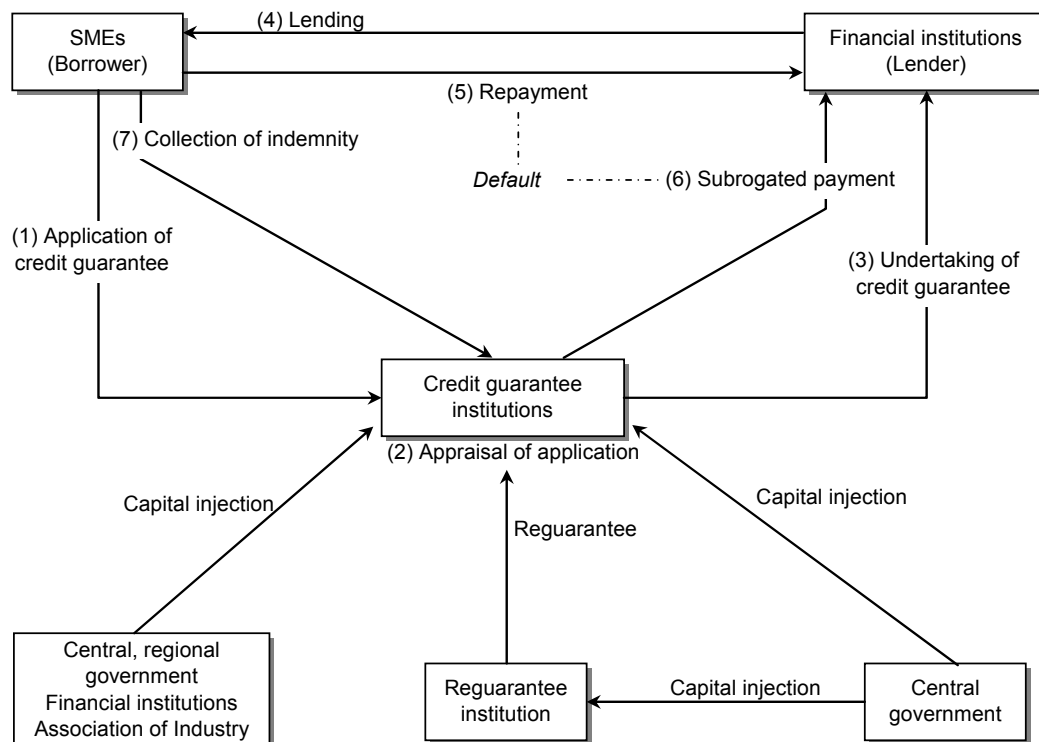 (4) Lending
SMEs
(Borrower)
Financial institutions
(Lender)
(5) Repayment
(7) Collection of indemnity
Default
(6) Subrogated payment
(1) Application of
credit guarantee
(3) Undertaking of
credit guarantee
Credit guarantee
institutions
(2) Appraisal of application
Capital injection
Capital injection
Reguarantee
Central, regional
government
Financial institutions
Association of Industry
Reguarantee
institution
Capital injection
Central
government